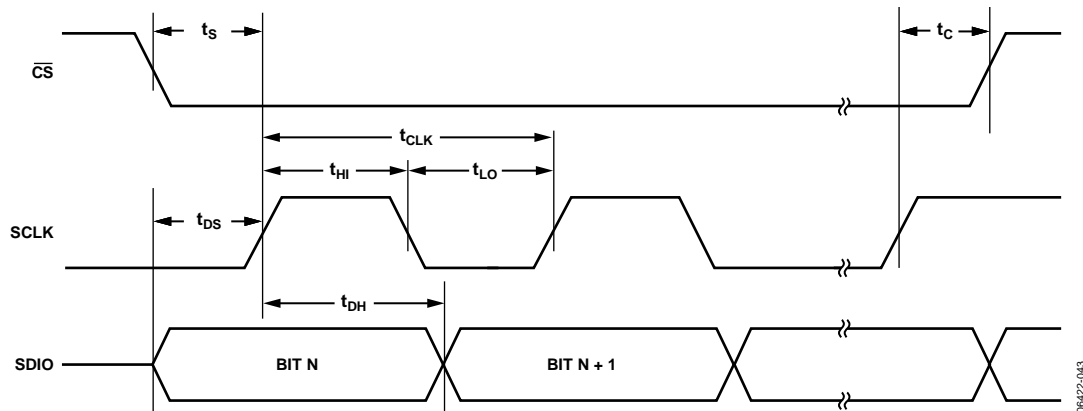 tS
tC
CS
tCLK
tHI
tLO
tDS
SCLK
tDH
SDIO
BIT N
BIT N + 1
06422-043